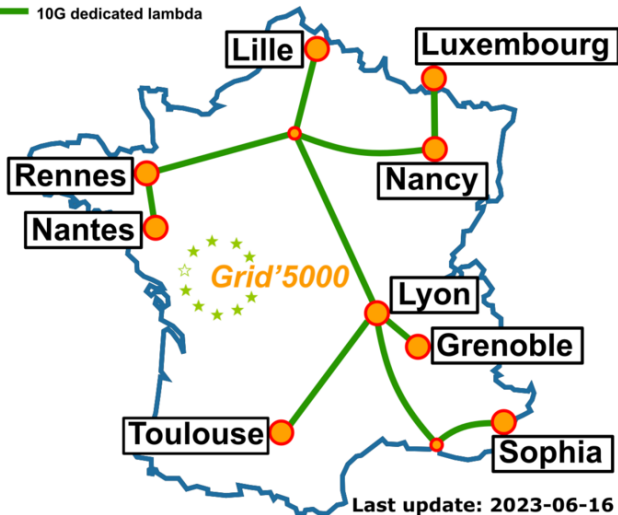 10G dedicated lambda
Lille
Luxembourg
Rennes
Nancy
Nantes
Grid'5000
Lyon
Grenoble
Toulouse
Sophia
Last update: 2023-06-16